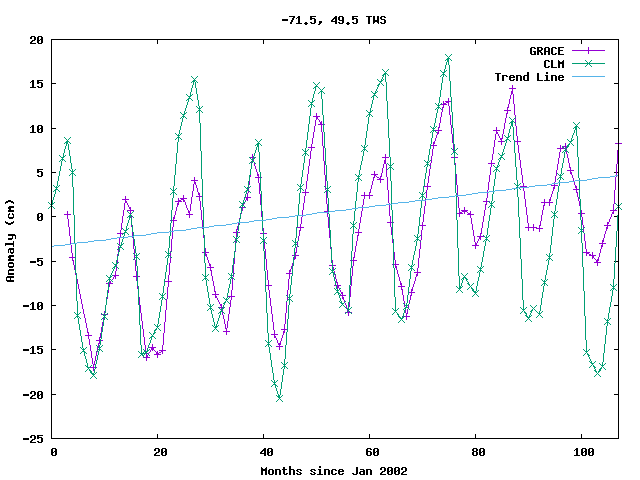 -71.5, 49.5 TWS
GRACE
CLM
Trend Line
20
15
10
5
0
-5
-10
-15
-20
-25
Anomaly (cm)
0 20 40 60 80 100
Months since Jan 2002